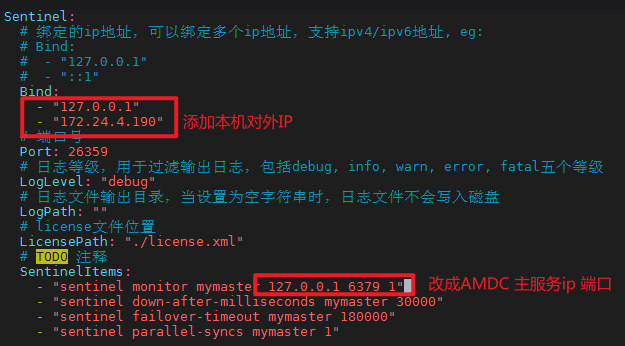 Sentinel:
# 绑定的ip地址，可以绑定多个ip地址，支持ipv4/ipv6地址, eg:
# Bind:
#  - "127.0.0.1"
#  - "::1"
Bind:
- "127.0.0.1"
- "172.24.4.190"
添加本机对外IP
# 端口号
Port: 26359
# 日志等级，用于过滤输出日志，包括debug, info, warn, error, fatal五个等级
LogLevel: "debug"
# 日志文件输出目录，当设置为空字符串时，日志文件不会写入磁盘
LogPath: ""
# license文件位置
LicensePath: "./license.xml"
# TODO 注释
SentinelItems:
- "sentinel monitor mymaster 127.0.0.1 6379 1"
改成AMDC 主服务ip 端口
- "sentinel down-after-milliseconds mymaster 30000"
- "sentinel failover-timeout mymaster 180000"
- "sentinel parallel-syncs mymaster 1"